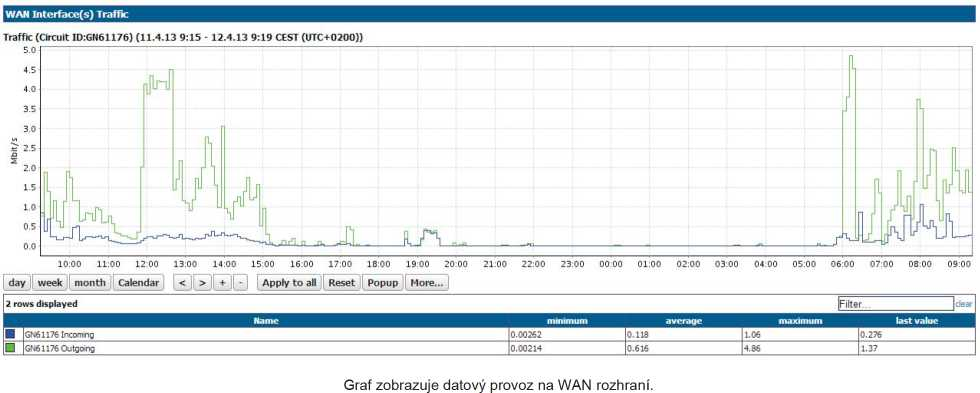 WAN Interface(s) Traffic
Traffic (Circuit ID:GN61176) (11.4.13 9:15 - 12.4.13 9:19 CEST (UTC+0200))
5.0
4.5
4.0
3.5
3.0
2.5
2.0
1.5
1.0
0.5
0.0
Mbit/s
10:00 11:00 12:00 13:00 14:00 15:00 16:00 17:00 18:00 19:00 20:00 21:00 22:00 23:00 00:00 01:00 02:00 03:00 04:00 05:00 06:00 07:00 08:00 09:00
day week month Calendar < > + - Apply to all Reset Popup More...
2 rows displayed Filter... clear
Name minimum average maximum last value
GN61176 Incoming 0.00262 0.118 1.06 0.276
GN61176 Outgoing 0.00214 0.616 4.86 1.37
Graf zobrazuje datový provoz na WAN rozhraní.